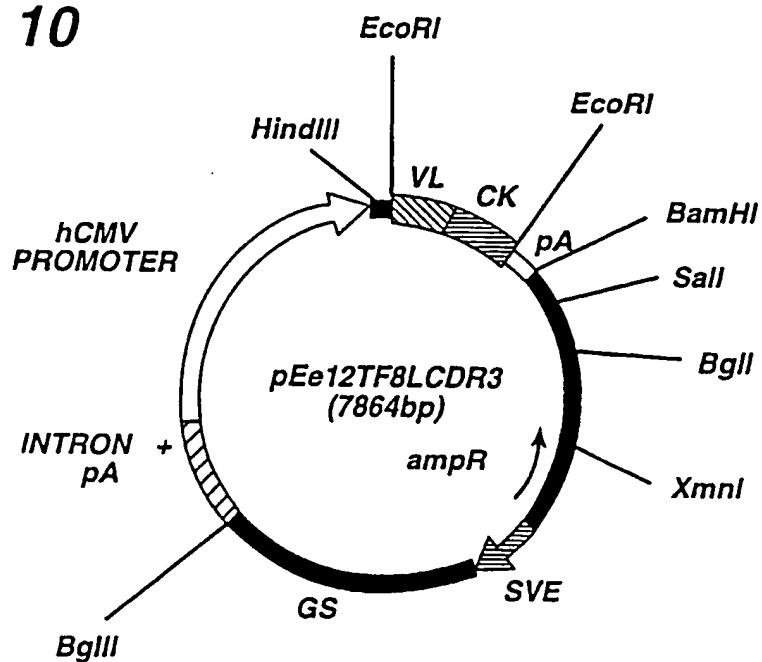 10
EcoRI
EcoRI
HindIII
VL
CK
pA
BamHI
SalI
BglI
XmnI
hCMV
PROMOTER
pEe12TF8LCDR3
(7864bp)
ampR
INTRON +
pA
SVE
GS
BglII